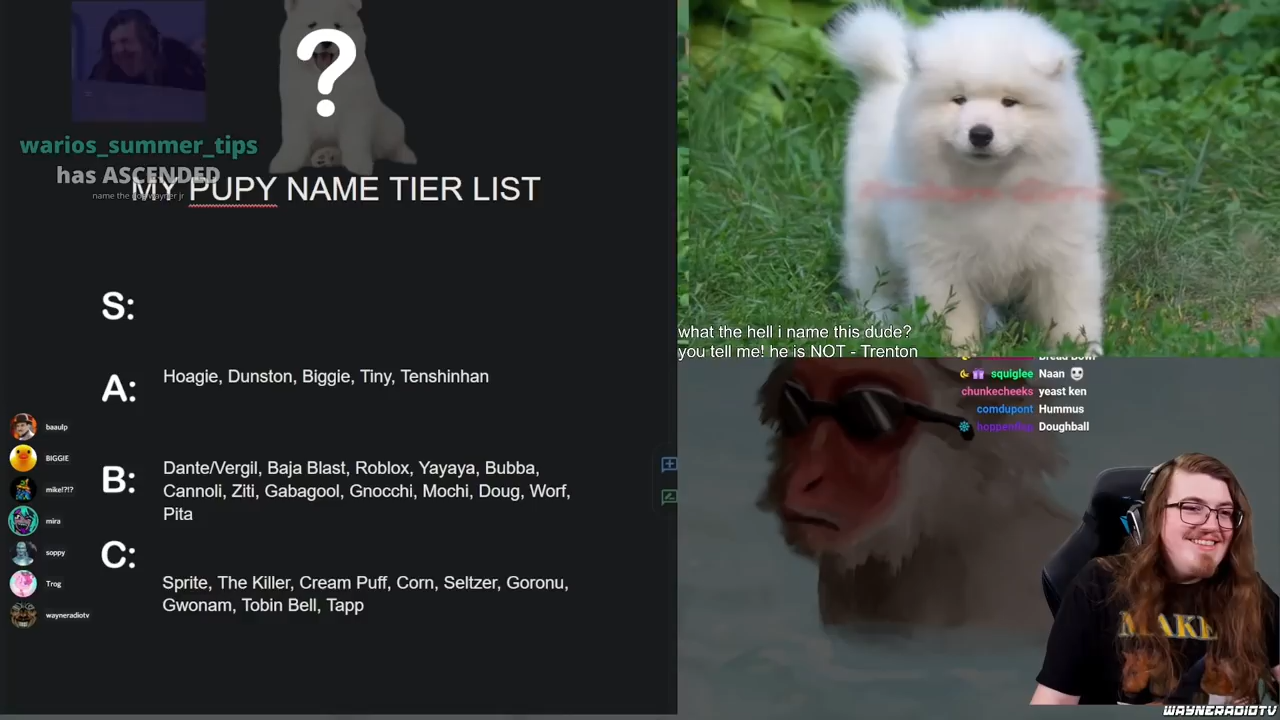 ?
warios_summer_tips
has ASCENDED
MY PUPY NAME TIER LIST
S:
A:
Hoagie, Dunston, Biggie, Tiny, Tenshinhan
B:
Dante/Vergil, Baja Blast, Roblox, Yayaya, Bubba,
Cannoli, Ziti, Gabagool, Gnocchi, Mochi, Doug, Worf,
Pita
C:
Sprite, The Killer, Cream Puff, Corn, Seltzer, Goronu,
Gwonam, Tobin Bell, Tapp
baaulp
BIGGIE
mike!?!?
mira
soppy
Trog
wayneradiotv
what the hell i name this dude?
you tell me! he is NOT - Trenton
Bread Bowl
squiglee Naan
chunkecheeks yeast ken
comdupont Hummus
Doughball
MAKE
WAYNERADIOTV